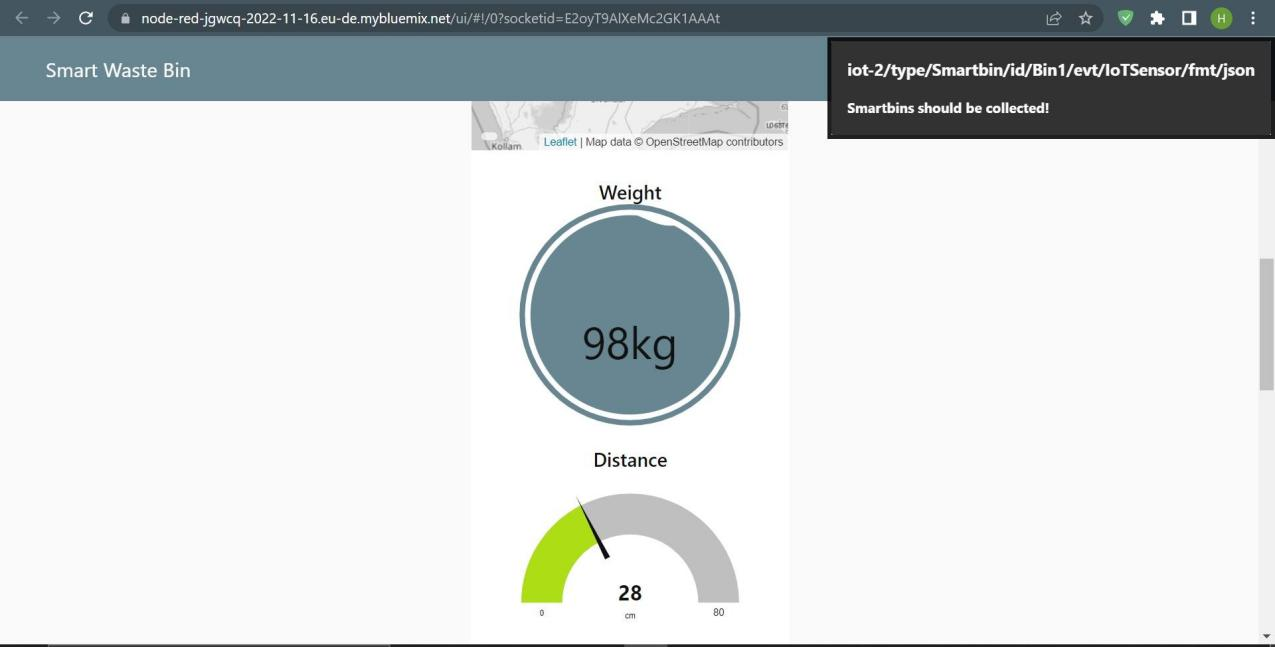 node-red-jgwcq-2022-11-16.eu-de.mybluemix.net/ui/#!/0?socketid=E2oyT9AlXeMc2GK1AAAt
H
Smart Waste Bin
iot-2/type/Smartbin/id/Bin1/evt/IoTSensor/fmt/json
Smartbins should be collected!
Kollam
Leaflet | Map data © OpenStreetMap contributors
Weight
98kg
Distance
28
0
cm
80